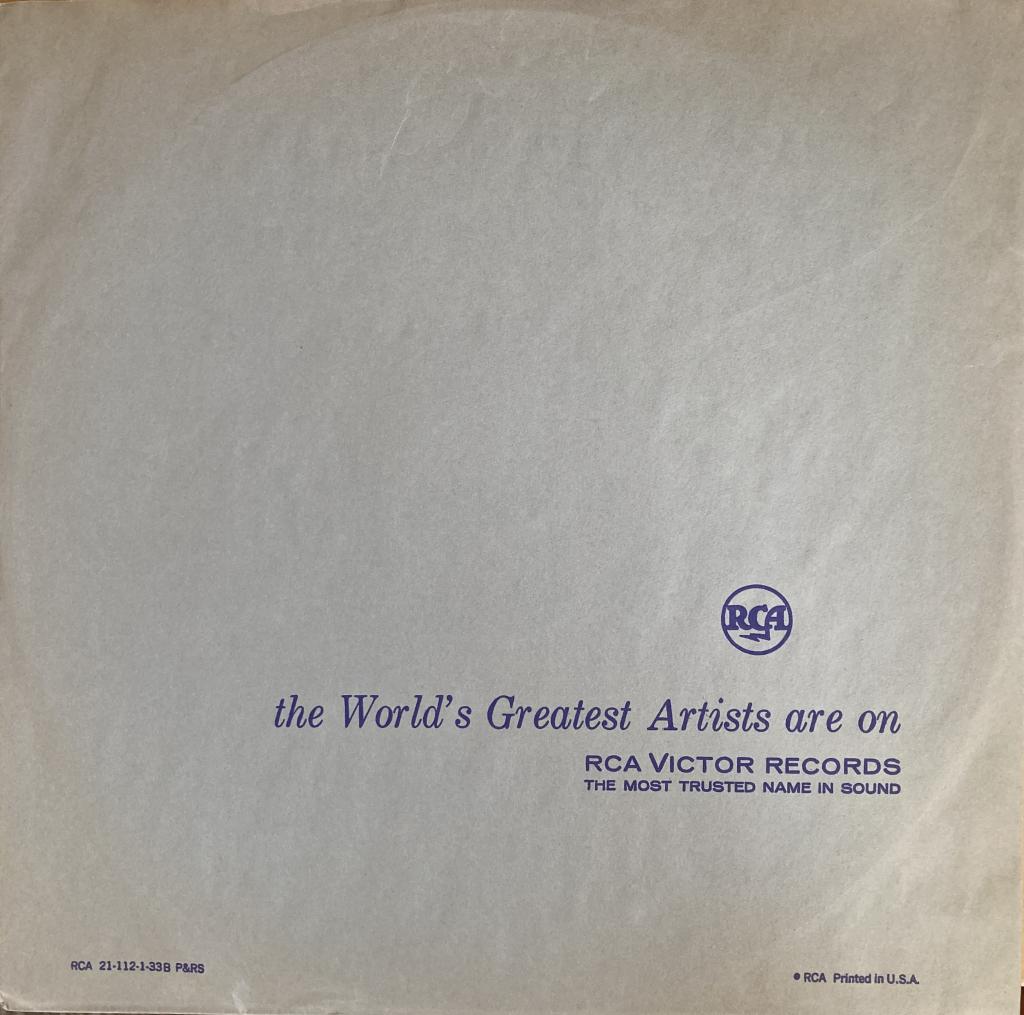 RCA
the World's Greatest Artists are on
RCA VICTOR RECORDS
THE MOST TRUSTED NAME IN SOUND
RCA 21-112-1-33B P&RS
● RCA Printed in U.S.A.